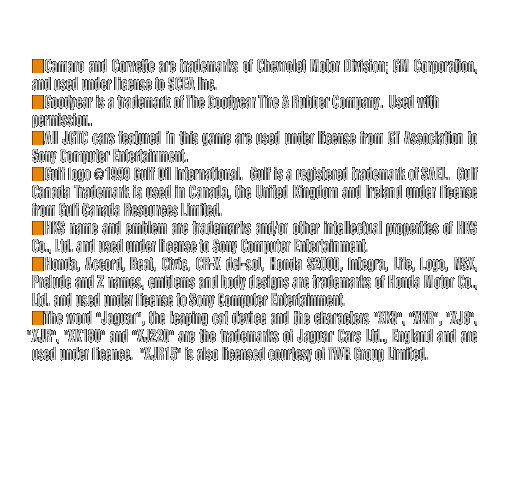 Camaro and Corvette are trademarks of Chevrolet Motor Division; GM Corporation,
and used under license to SCEA Inc.
Goodyear is a trademark of The Goodyear Tire & Rubber Company. Used with
permission.
All JGTC cars featured in this game are used under license from GT Association to
Sony Computer Entertainment.
Gulf logo © 1999 Gulf Oil International. Gulf is a registered trademark of SAEL. Gulf
Canada Trademark is used in Canada, the United Kingdom and Ireland under license
from Gulf Canada Resources Limited.
HKS name and emblem are trademarks and/or other intellectual properties of HKS
Co., Ltd. and used under license to Sony Computer Entertainment.
Honda, Accord, Beat, Civic, CR-X del-sol, Honda S2000, Integra, Life, Logo, NSX,
Prelude and Z names, emblems and body designs are trademarks of Honda Motor Co.,
Ltd. and used under license to Sony Computer Entertainment.
The word "Jaguar", the leaping cat device and the characters "XK8", "XKR", "XJ8",
"XJR", "XK180" and "XJ220" are the trademarks of Jaguar Cars Ltd., England and are
used under licence. "XJR15" is also licensed courtesy of TWR Group Limited.